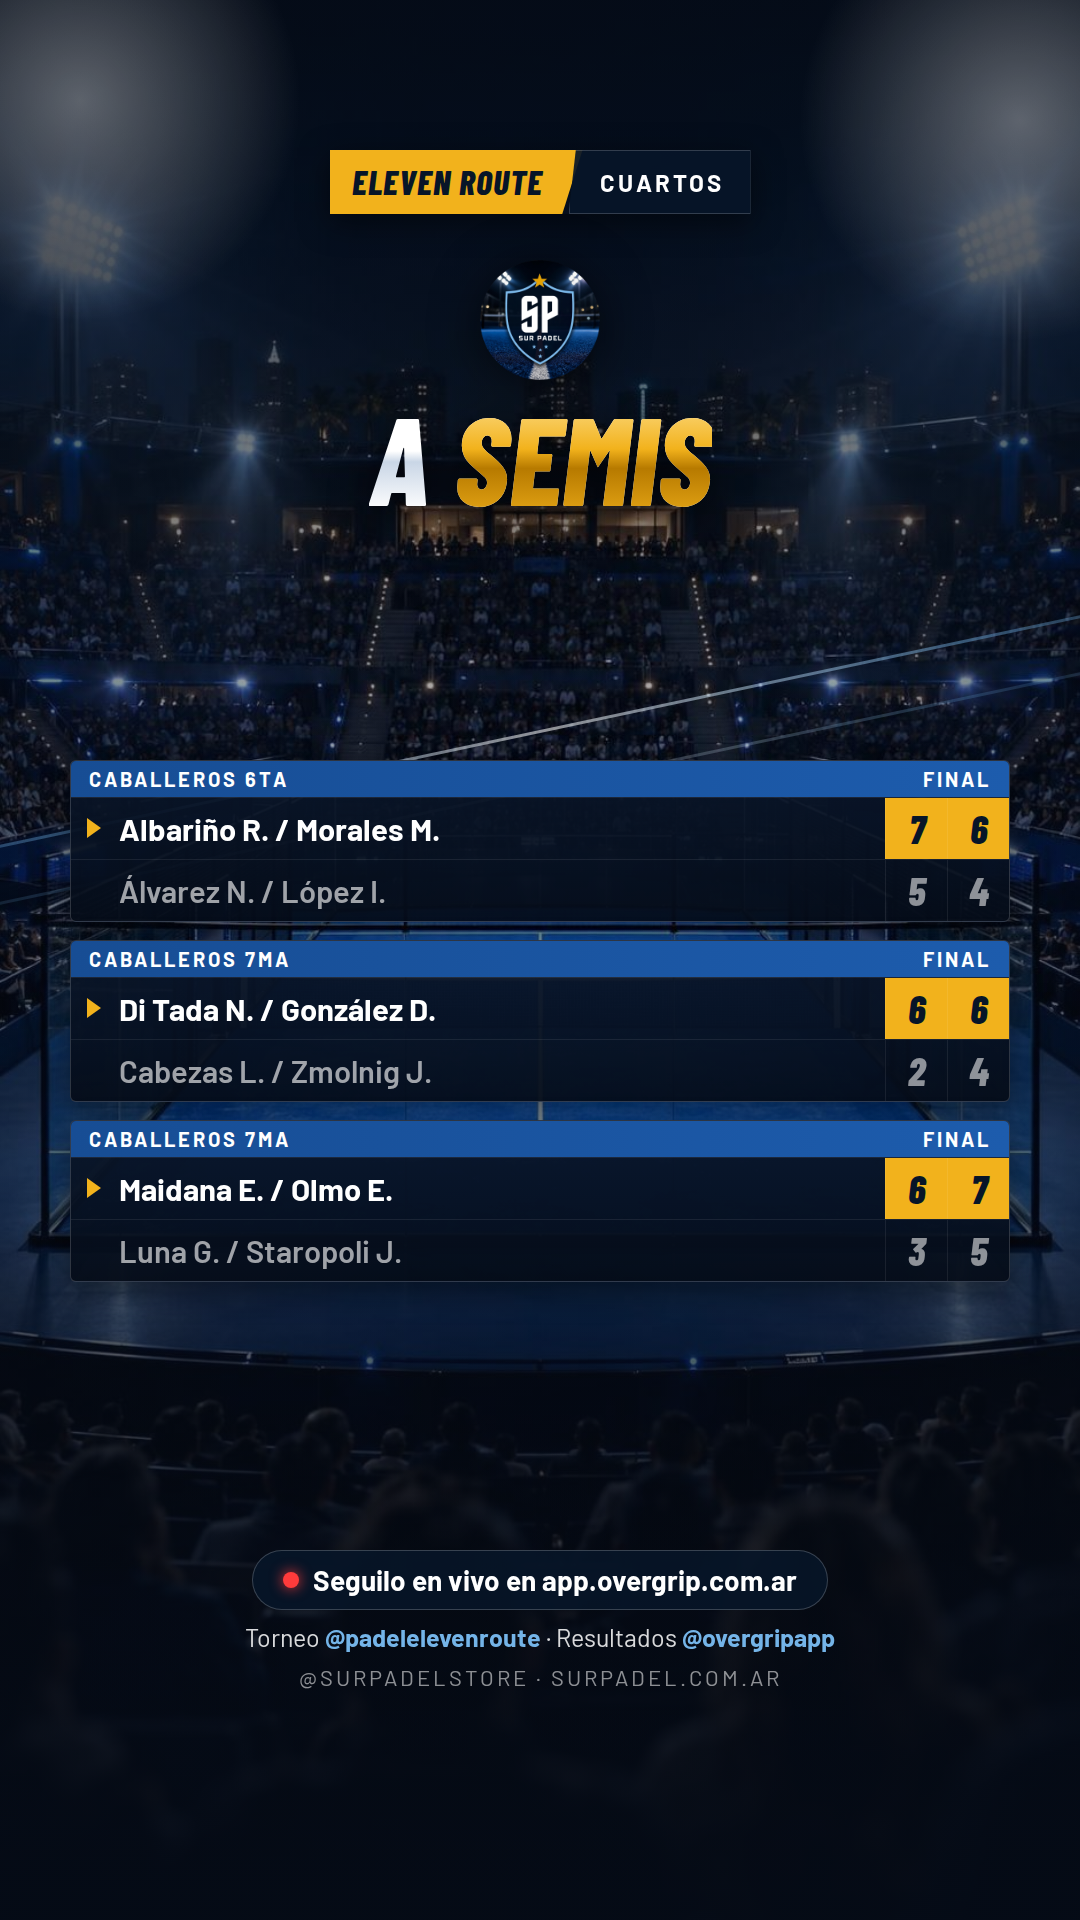 ELEVEN ROUTE CUARTOS
SP
SUR PADEL
A SEMIS
CABALLEROS 6TA FINAL
Albariño R. / Morales M. 7 6
Álvarez N. / López I. 5 4
CABALLEROS 7MA FINAL
Di Tada N. / González D. 6 6
Cabezas L. / Zmolnig J. 2 4
CABALLEROS 7MA FINAL
Maidana E. / Olmo E. 6 7
Luna G. / Staropoli J. 3 5
Seguilo en vivo en app.overgrip.com.ar
Torneo @padelelevenroute · Resultados @overgripapp
@SURPADELSTORE · SURPADEL.COM.AR